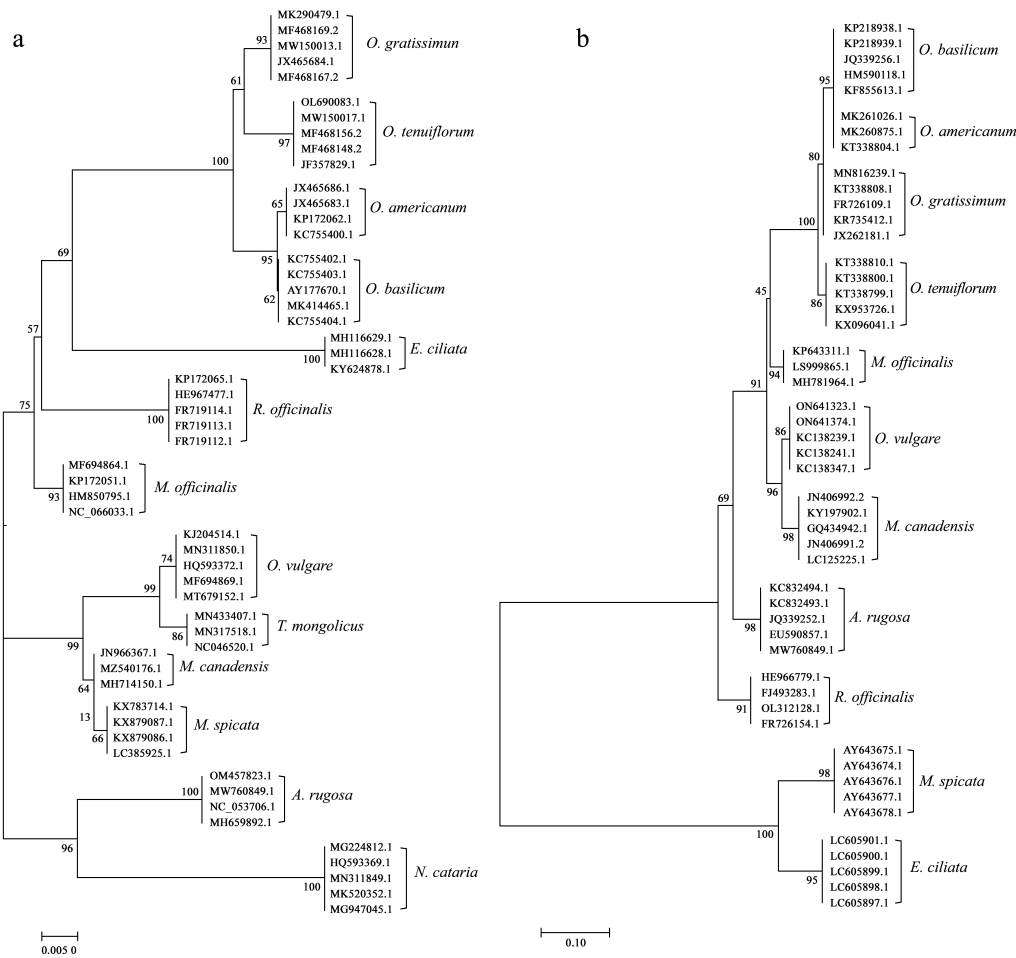 a
MK290479.1
MF468169.2
MW150013.1
JX465684.1
MF468167.2
O. gratissimun
93
61
OL690083.1
MW150017.1
MF468156.2
MF468148.2
JF357829.1
O. tenuiflorum
97
100
JX465686.1
JX465683.1
KP172062.1
KC755400.1
O. americanum
65
95
KC755402.1
KC755403.1
AY177670.1
MK414465.1
KC755404.1
O. basilicum
62
69
MH116629.1
MH116628.1
KY624878.1
E. ciliata
100
57
KP172065.1
HE967477.1
FR719114.1
FR719113.1
FR719112.1
R. officinalis
100
75
MF694864.1
KP172051.1
HM850795.1
NC_066033.1
M. officinalis
93
KJ204514.1
MN311850.1
HQ593372.1
MF694869.1
MT679152.1
O. vulgare
74
99
MN433407.1
MN317518.1
NC046520.1
T. mongolicus
86
99
JN966367.1
MZ540176.1
MH714150.1
M. canadensis
64
13
KX783714.1
KX879087.1
KX879086.1
LC385925.1
M. spicata
66
OM457823.1
MW760849.1
NC_053706.1
MH659892.1
A. rugosa
100
96
MG224812.1
HQ593369.1
MN311849.1
MK520352.1
MG947045.1
N. cataria
100
0.005 0
b
KP218938.1
KP218939.1
JQ339256.1
HM590118.1
KF855613.1
O. basilicum
95
MK261026.1
MK260875.1
KT338804.1
O. americanum
80
MN816239.1
KT338808.1
FR726109.1
KR735412.1
JX262181.1
O. gratissimum
100
KT338810.1
KT338800.1
KT338799.1
KX953726.1
KX096041.1
O. tenuiflorum
86
45
KP643311.1
LS999865.1
MH781964.1
M. officinalis
94
91
ON641323.1
ON641374.1
KC138239.1
KC138241.1
KC138347.1
O. vulgare
86
96
JN406992.2
KY197902.1
GQ434942.1
JN406991.2
LC125225.1
M. canadensis
98
69
KC832494.1
KC832493.1
JQ339252.1
EU590857.1
MW760849.1
A. rugosa
98
HE966779.1
FJ493283.1
OL312128.1
FR726154.1
R. officinalis
91
AY643675.1
AY643674.1
AY643676.1
AY643677.1
AY643678.1
M. spicata
98
100
LC605901.1
LC605900.1
LC605899.1
LC605898.1
LC605897.1
E. ciliata
95
0.10